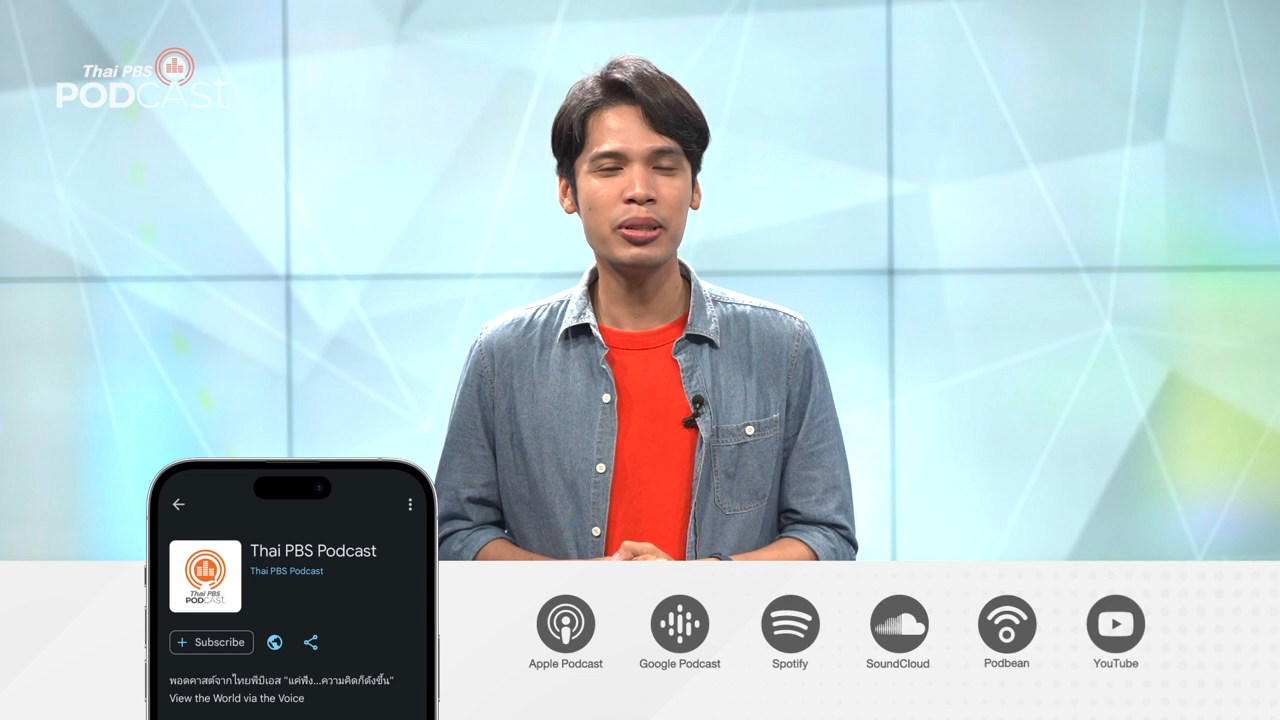 Thai PBS
PODCAST
Thai PBS Podcast
Thai PBS Podcast
Thai PBS
PODCAST
+ Subscribe
พอดคาสต์จากไทยพีบีเอส "แค่ฟัง...ความคิดก็ดังขึ้น"
View the World via the Voice
Apple Podcast
Google Podcast
Spotify
SoundCloud
Podbean
YouTube